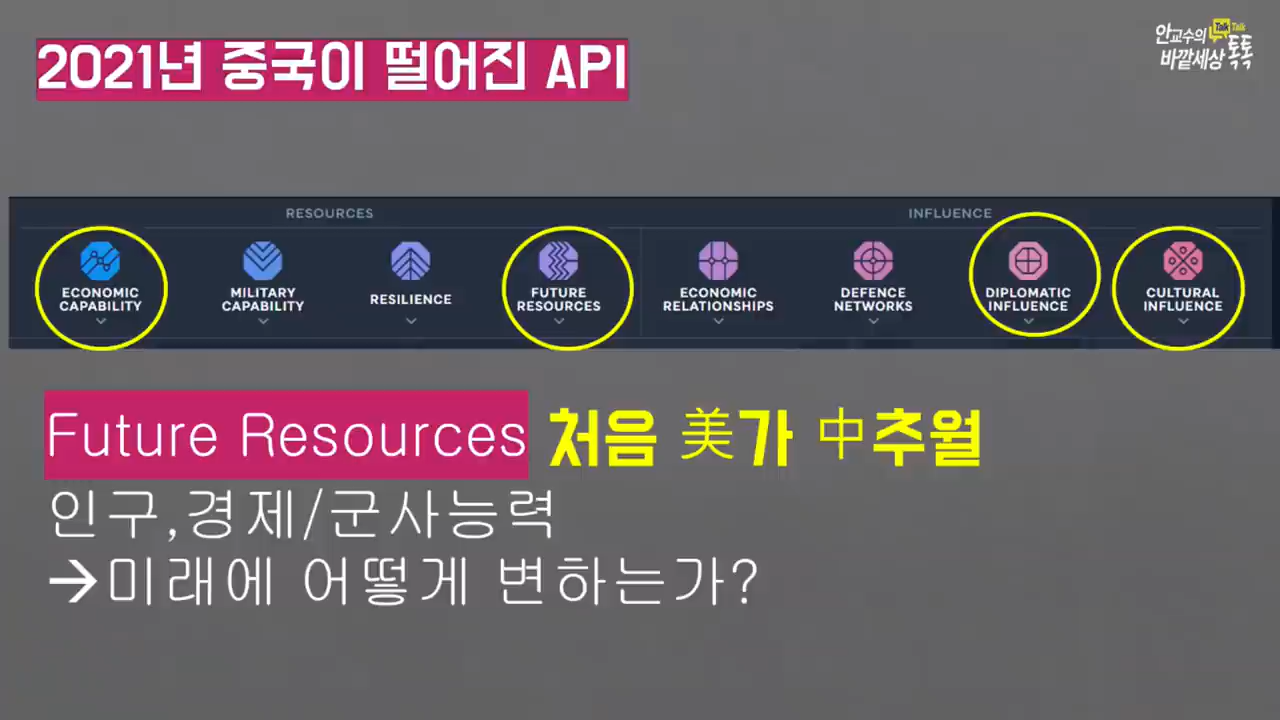 2021년 중국이 떨어진 API
안교수의 Talk Talk
바깥세상 톡톡
RESOURCES
INFLUENCE
ECONOMIC CAPABILITY
MILITARY CAPABILITY
RESILIENCE
FUTURE RESOURCES
ECONOMIC RELATIONSHIPS
DEFENCE NETWORKS
DIPLOMATIC INFLUENCE
CULTURAL INFLUENCE
Future Resources 처음 美가 中추월
인구,경제/군사능력
→미래에 어떻게 변하는가?